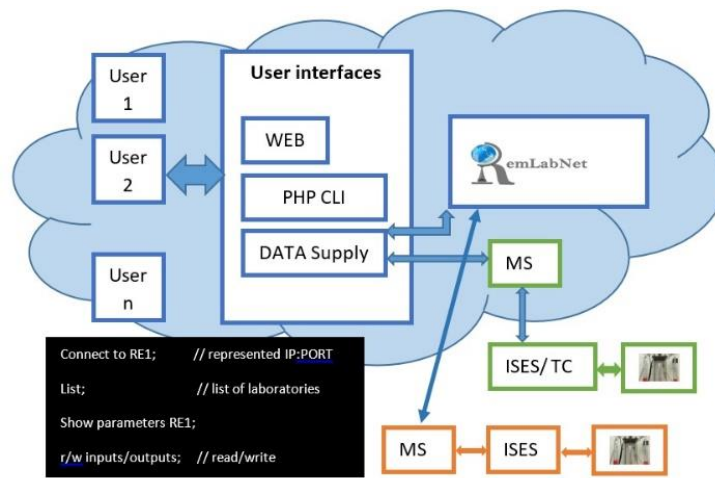 User
1
User
2
User
n
User interfaces
WEB
PHP CLI
DATA Supply
RemLabNet
MS
ISES/ TC
MS
ISES
Connect to RE1; // represented IP:PORT
List; // list of laboratories
Show parameters RE1;
r/w inputs/outputs; // read/write